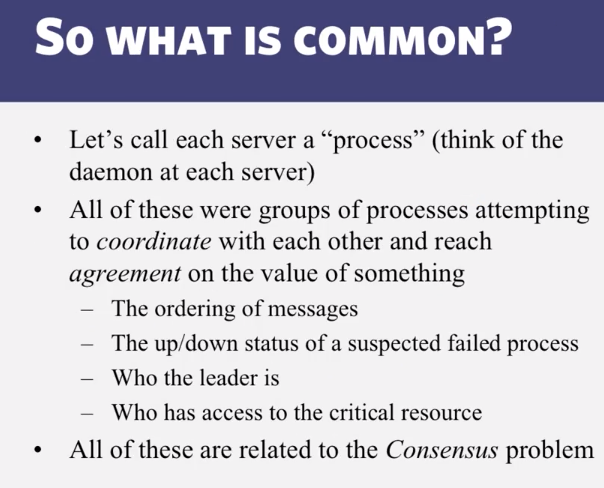 So what is common?
• Let's call each server a “process” (think of the
daemon at each server)
• All of these were groups of processes attempting
to coordinate with each other and reach
agreement on the value of something
– The ordering of messages
– The up/down status of a suspected failed process
– Who the leader is
– Who has access to the critical resource
• All of these are related to the Consensus problem